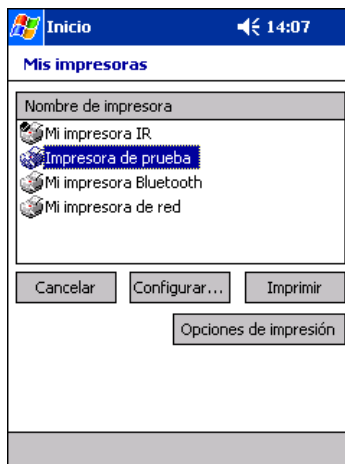 Inicio 14:07
Mis impresoras
Nombre de impresora
Mi impresora IR
Impresora de prueba
Mi impresora Bluetooth
Mi impresora de red
Cancelar Configurar... Imprimir
Opciones de impresión